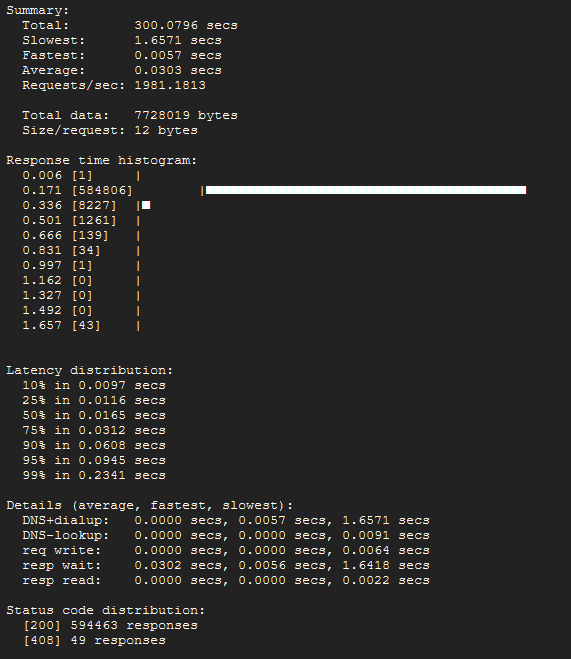 Summary:
  Total:        300.0796 secs
  Slowest:      1.6571 secs
  Fastest:      0.0057 secs
  Average:      0.0303 secs
  Requests/sec: 1981.1813

  Total data:   7728019 bytes
  Size/request: 12 bytes

Response time histogram:
  0.006 [1]     |
  0.171 [584806]        |■■■■■■■■■■■■■■■■■■■■■■■■■■■■■■■■■■■■■■■■
  0.336 [8227]  |■
  0.501 [1261]  |
  0.666 [139]   |
  0.831 [34]    |
  0.997 [1]     |
  1.162 [0]     |
  1.327 [0]     |
  1.492 [0]     |
  1.657 [43]    |

Latency distribution:
  10% in 0.0097 secs
  25% in 0.0116 secs
  50% in 0.0165 secs
  75% in 0.0312 secs
  90% in 0.0608 secs
  95% in 0.0945 secs
  99% in 0.2341 secs

Details (average, fastest, slowest):
  DNS+dialup:   0.0000 secs, 0.0057 secs, 1.6571 secs
  DNS-lookup:   0.0000 secs, 0.0000 secs, 0.0091 secs
  req write:    0.0000 secs, 0.0000 secs, 0.0064 secs
  resp wait:    0.0302 secs, 0.0056 secs, 1.6418 secs
  resp read:    0.0000 secs, 0.0000 secs, 0.0022 secs

Status code distribution:
  [200] 594463 responses
  [408] 49 responses